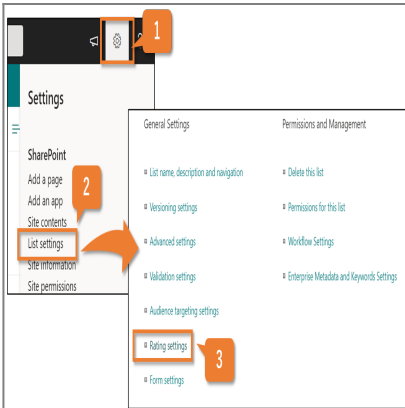 1
Settings
SharePoint
Add a page
2
Add an app
Site contents
List settings
Site information
Site permissions
General Settings
Permissions and Management
List name, description and navigation
Delete this list
Versioning settings
Permissions for this list
Advanced settings
Workflow Settings
Validation settings
Enterprise Metadata and Keywords Settings
Audience targeting settings
Rating settings
3
Form settings